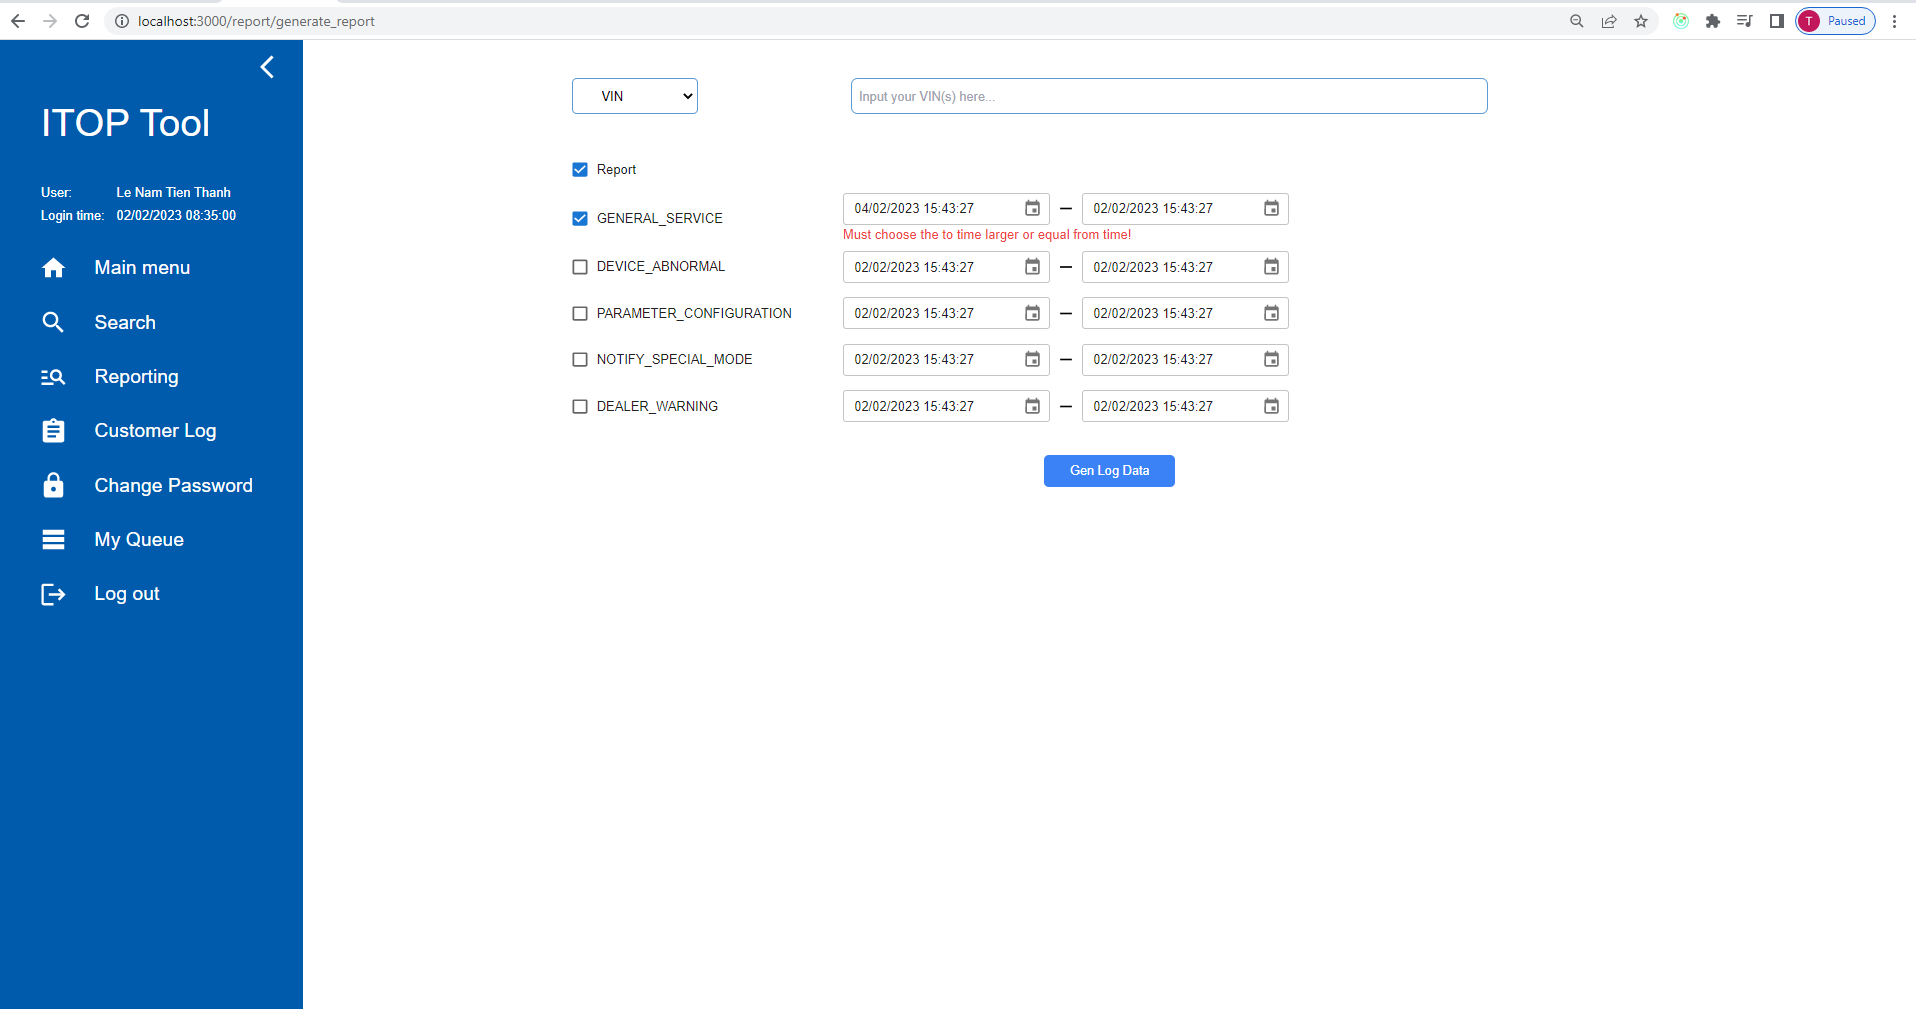 localhost:3000/report/generate_report
T Paused
ITOP Tool
User: Le Nam Tien Thanh
Login time: 02/02/2023 08:35:00
Main menu
Search
Reporting
Customer Log
Change Password
My Queue
Log out
VIN Input your VIN(s) here...
Report
GENERAL_SERVICE 04/02/2023 15:43:27 – 02/02/2023 15:43:27
Must choose the to time larger or equal from time!
DEVICE_ABNORMAL 02/02/2023 15:43:27 – 02/02/2023 15:43:27
PARAMETER_CONFIGURATION 02/02/2023 15:43:27 – 02/02/2023 15:43:27
NOTIFY_SPECIAL_MODE 02/02/2023 15:43:27 – 02/02/2023 15:43:27
DEALER_WARNING 02/02/2023 15:43:27 – 02/02/2023 15:43:27
Gen Log Data